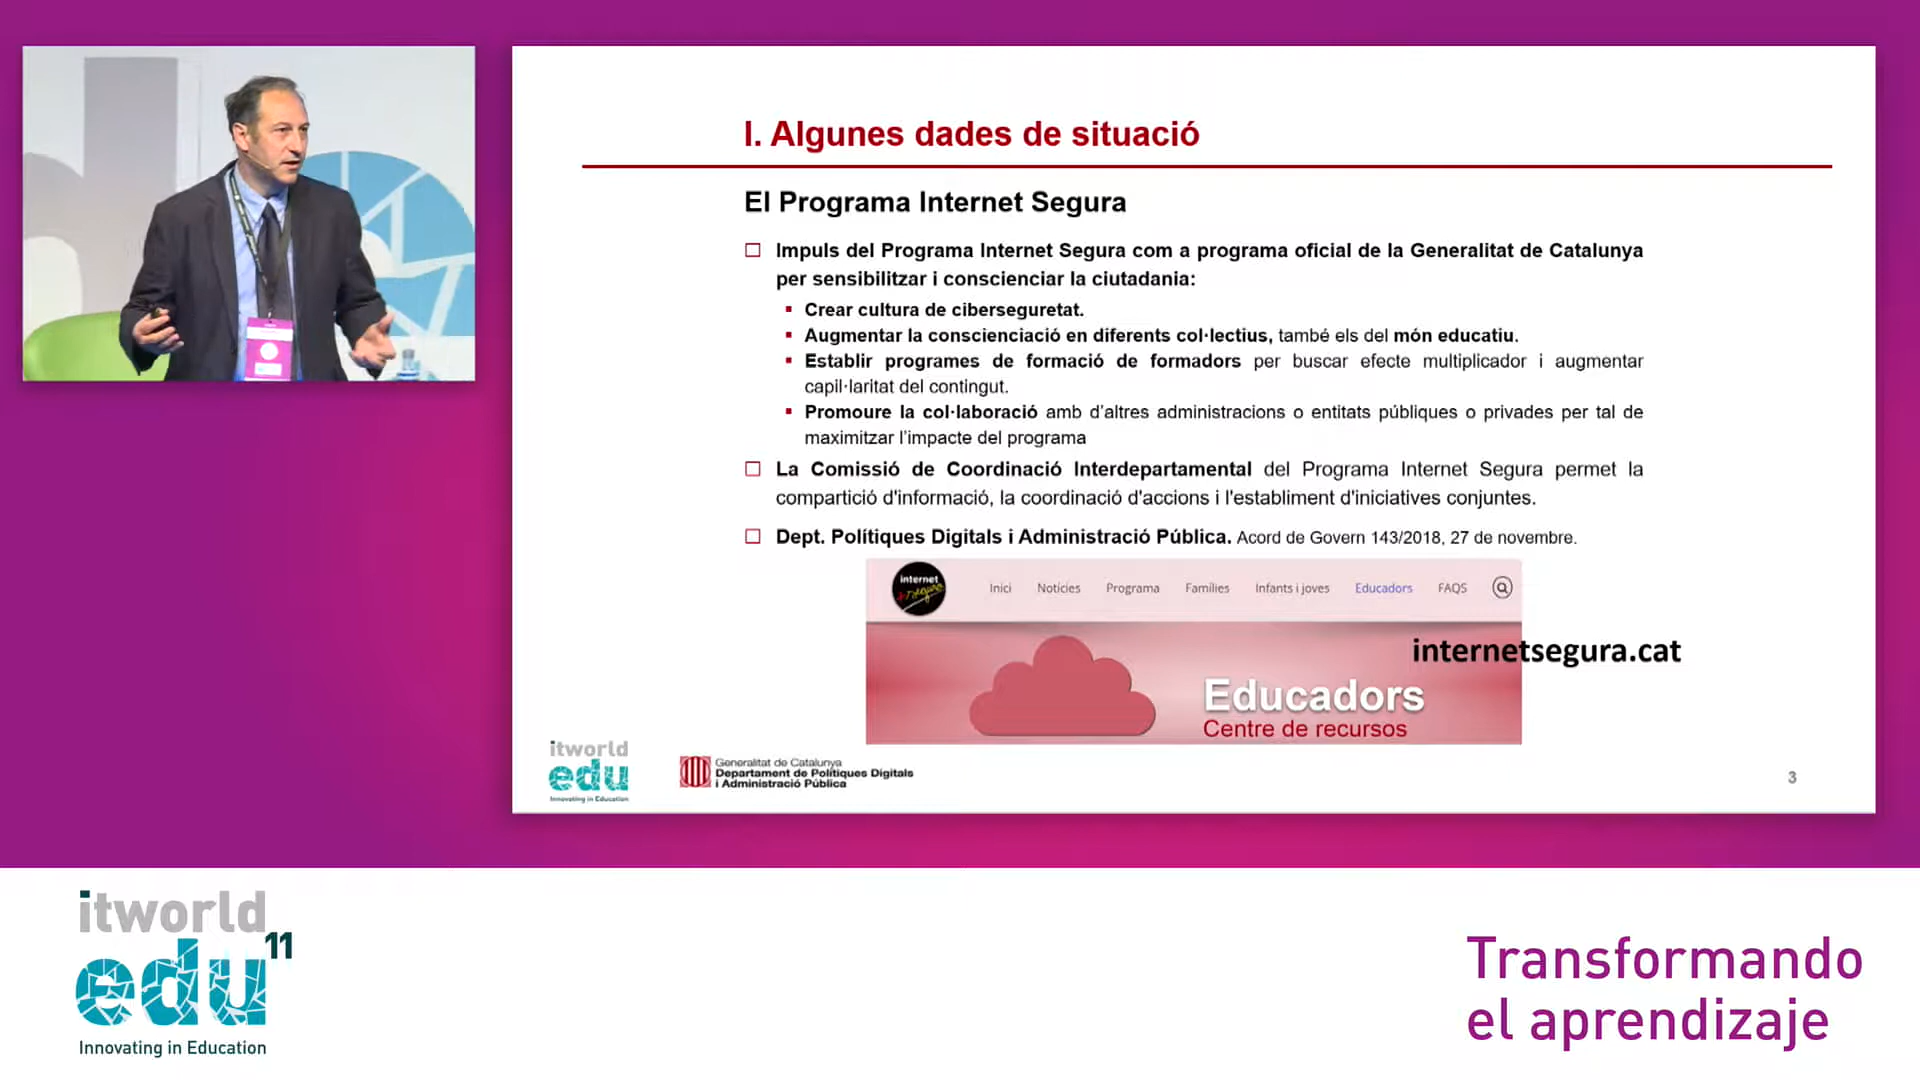 I. Algunes dades de situació
El Programa Internet Segura
Impuls del Programa Internet Segura com a programa oficial de la Generalitat de Catalunya
per sensibilitzar i conscienciar la ciutadania:
Crear cultura de ciberseguretat.
Augmentar la conscienciació en diferents col·lectius, també els del món educatiu.
Establir programes de formació de formadors per buscar efecte multiplicador i augmentar
capil·laritat del contingut.
Promoure la col·laboració amb d'altres administracions o entitats públiques o privades per tal de
maximitzar l'impacte del programa
La Comissió de Coordinació Interdepartamental del Programa Internet Segura permet la
compartició d'informació, la coordinació d'accions i l'establiment d'iniciatives conjuntes.
Dept. Polítiques Digitals i Administració Pública. Acord de Govern 143/2018, 27 de novembre.
internet
+segura
Inici Notícies Programa Famílies Infants i joves Educadors FAQS
internetsegura.cat
Educadors
Centre de recursos
itworld
edu
Innovating in Education
Generalitat de Catalunya
Departament de Polítiques Digitals
i Administració Pública
3
itworld
edu 11
Innovating in Education
Transformando
el aprendizaje